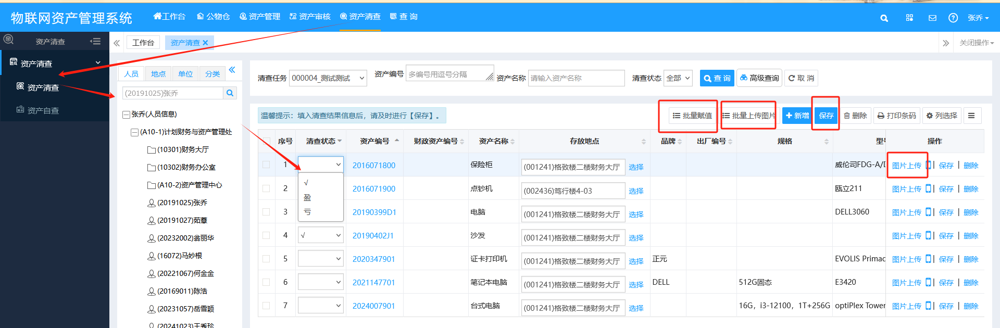 物联网资产管理系统
工作台 公物仓 资产管理 资产审核 资产清查 查 询
张乔
资产清查
工作台 资产清查
关闭操作
资产清查
资产清查
资产自查
人员 地点 单位 分类
(20191025)张乔
张乔(人员信息)
(A10-1)计划财务与资产管理处
(10301)财务大厅
(10302)财务办公室
(A10-2)资产管理中心
(20191025)张乔
(20191027)茹薏
(20232002)翁丽华
(16072)马妙根
(20221067)何金金
(20169011)陈浩
(20231057)岳雪颖
(20241023)王秀珍
清查任务 000004_测试测试 资产编号 多编号用逗号分隔 资产名称 请输入资产名称 清查状态 全部 查 询 高级查询 取 消
温馨提示：填入清查结果信息后，请及时进行【保存】。
批量赋值 批量上传图片 新增 保存 删除 打印条码 列选择
序号 清查状态 资产编号 财政资产编号 资产名称 存放地点 品牌 出厂编号 规格 操作
1 2016071800 保险柜 (001241)格致楼二楼财务大厅 选择 威伦司FDG-A/D 图片上传 | 保存 | 删除
√
盈
亏
2 2016071900 点钞机 (002436)笃行楼4-03 选择 瓯立211 图片上传 | 保存 | 删除
3 20190399D1 电脑 (001241)格致楼二楼财务大厅 选择 DELL3060 图片上传 | 保存 | 删除
4 √ 20190402J1 沙发 (001241)格致楼二楼财务大厅 选择 图片上传 | 保存 | 删除
5 2020347901 证卡打印机 (001241)格致楼二楼财务大厅 选择 正元 EVOLIS Primac 图片上传 | 保存 | 删除
6 2021147701 笔记本电脑 (001241)格致楼二楼财务大厅 选择 DELL 512G固态 E3420 图片上传 | 保存 | 删除
7 2024007901 台式电脑 (001241)格致楼二楼财务大厅 选择 16G，i3-12100，1T+256G optiPlex Tower 图片上传 | 保存 | 删除